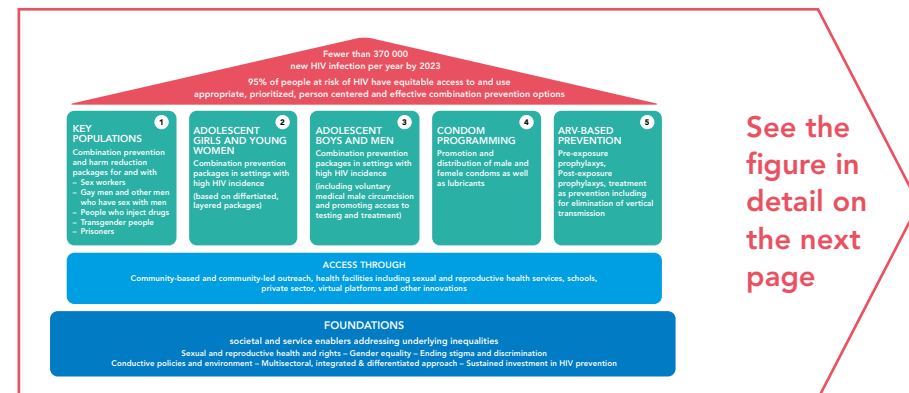 Fewer than 370 000
new HIV infection per year by 2023
95% of people at risk of HIV have equitable access to and use
appropriate, prioritized, person centered and effective combination prevention options
1
KEY
POPULATIONS
Combination prevention
and harm reduction
packages for and with
– Sex workers
– Gay men and other men
who have sex with men
– People who inject drugs
– Transgender people
– Prisoners
2
ADOLESCENT
GIRLS AND YOUNG
WOMEN
Combination prevention
packages in settings with
high HIV incidence
(based on differtiated,
layered packages)
3
ADOLESCENT
BOYS AND MEN
Combination prevention
packages in settings with
high HIV incidence
(including voluntary
medical male circumcision
and promoting access to
testing and treatment)
4
CONDOM
PROGRAMMING
Promotion and
distribution of male and
femele condoms as well
as lubricants
5
ARV-BASED
PREVENTION
Pre-exposure
prophylaxys,
Post-exposure
prophylaxys, treatment
as prevention including
for elimination of vertical
transmission
ACCESS THROUGH
Community-based and community-led outreach, health facilities including sexual and reproductive health services, schools,
private sector, virtual platforms and other innovations
FOUNDATIONS
societal and service enablers addressing underlying inequalities
Sexual and reproductive health and rights – Gender equality – Ending stigma and discrimination
Conductive policies and environment – Multisectoral, integrated & differentiated approach – Sustained investment in HIV prevention
See the
figure in
detail on
the next
page